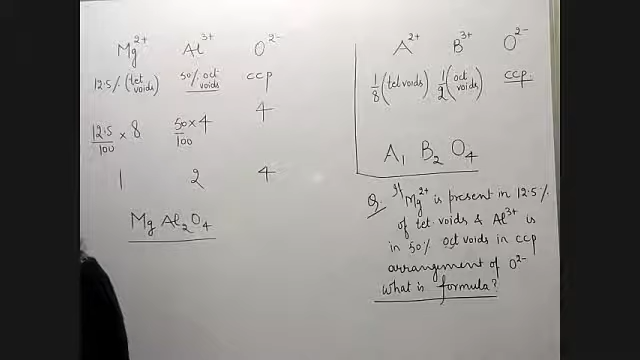 Mg²⁺ Al³⁺ O²⁻
12.5% (tet voids) 50% oct voids ccp
12.5/100 × 8 50/100 × 4 4
1 2 4
MgAl₂O₄
A²⁺ B³⁺ O²⁻
1/8 (tet voids) 1/2 (oct voids) ccp
A₁ B₂ O₄
Q. If Mg²⁺ is present in 12.5%
of tet. voids & Al³⁺ is
in 50% oct voids in ccp
arrangement of O²⁻
what is formula?